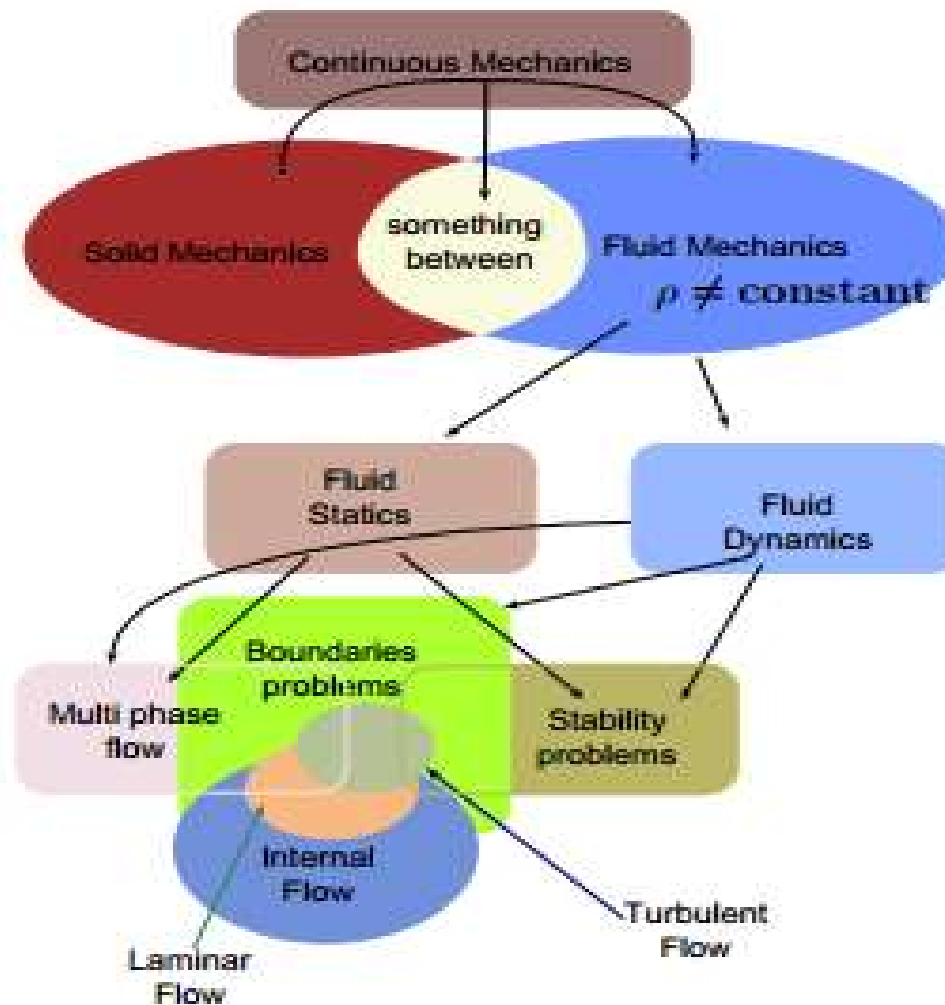 Continuous Mechanics
Solid Mechanics
something
between
Fluid Mechanics
ρ ≠ constant
Fluid
Statics
Fluid
Dynamics
Boundaries
problems
Multi phase
flow
Stability
problems
Internal
Flow
Turbulent
Flow
Laminar
Flow